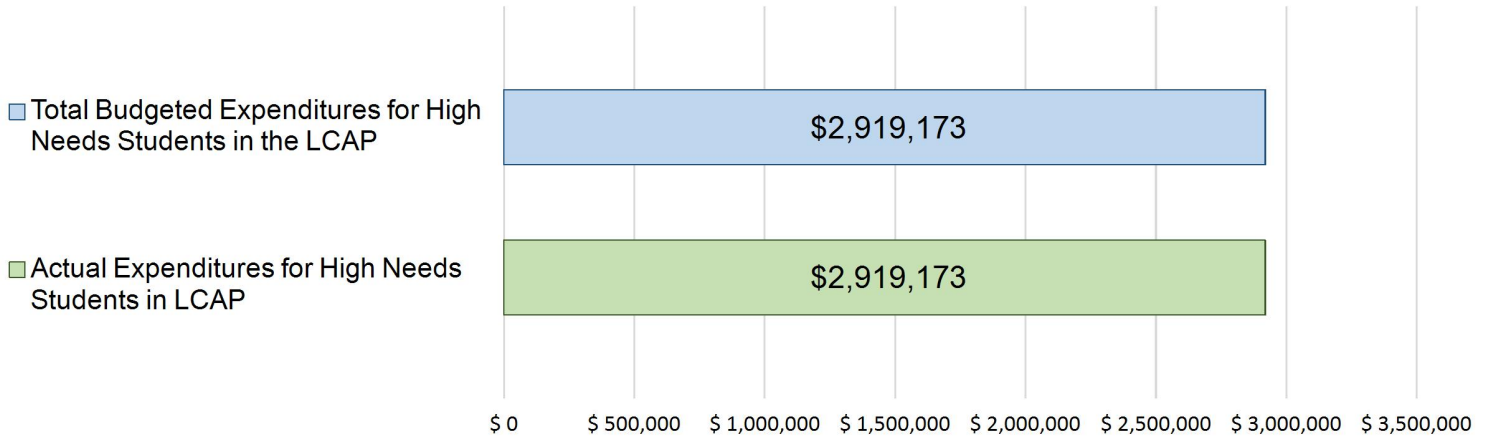 Total Budgeted Expenditures for High
Needs Students in the LCAP
$2,919,173
Actual Expenditures for High Needs
Students in LCAP
$2,919,173
$ 0 $ 500,000 $ 1,000,000 $ 1,500,000 $ 2,000,000 $ 2,500,000 $ 3,000,000 $ 3,500,000